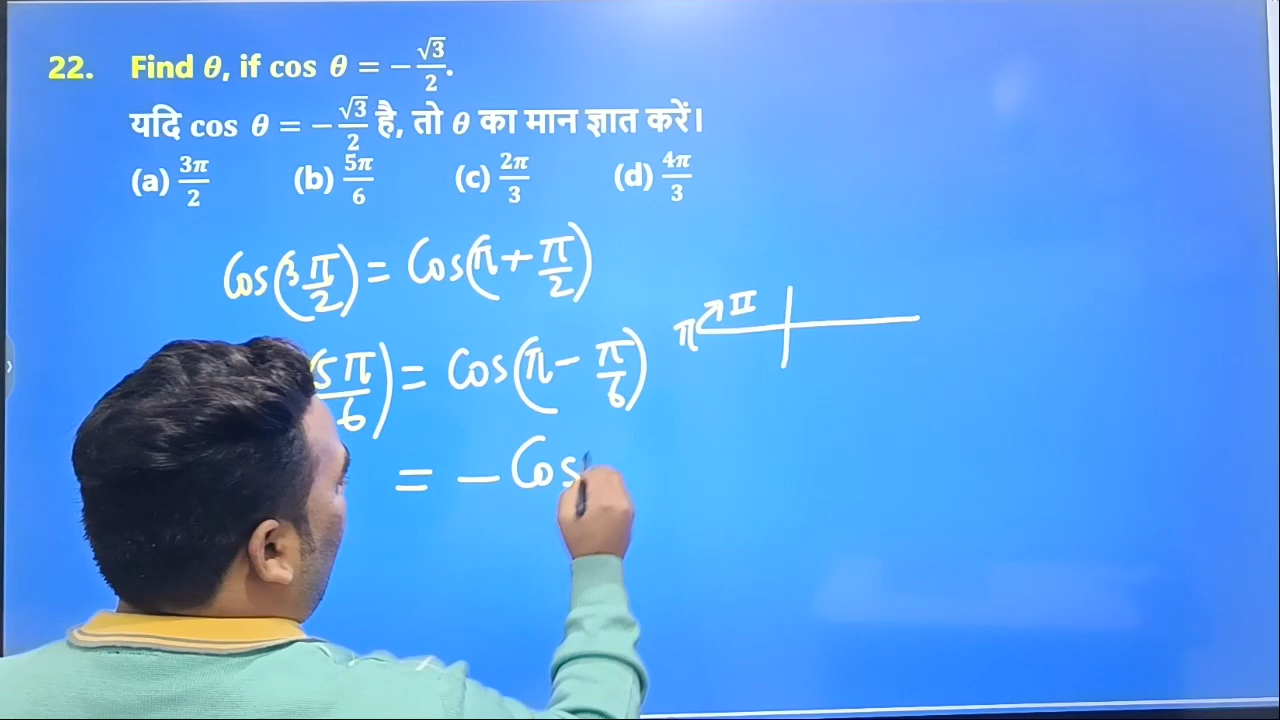 22. Find θ, if cos θ = −√3/2.
यदि cos θ = −√3/2 है, तो θ का मान ज्ञात करें।
(a) 3π/2 (b) 5π/6 (c) 2π/3 (d) 4π/3
Cos(3π/2) = Cos(π + π/2)
π II
5π/6) = Cos(π − π/6)
= − Cos